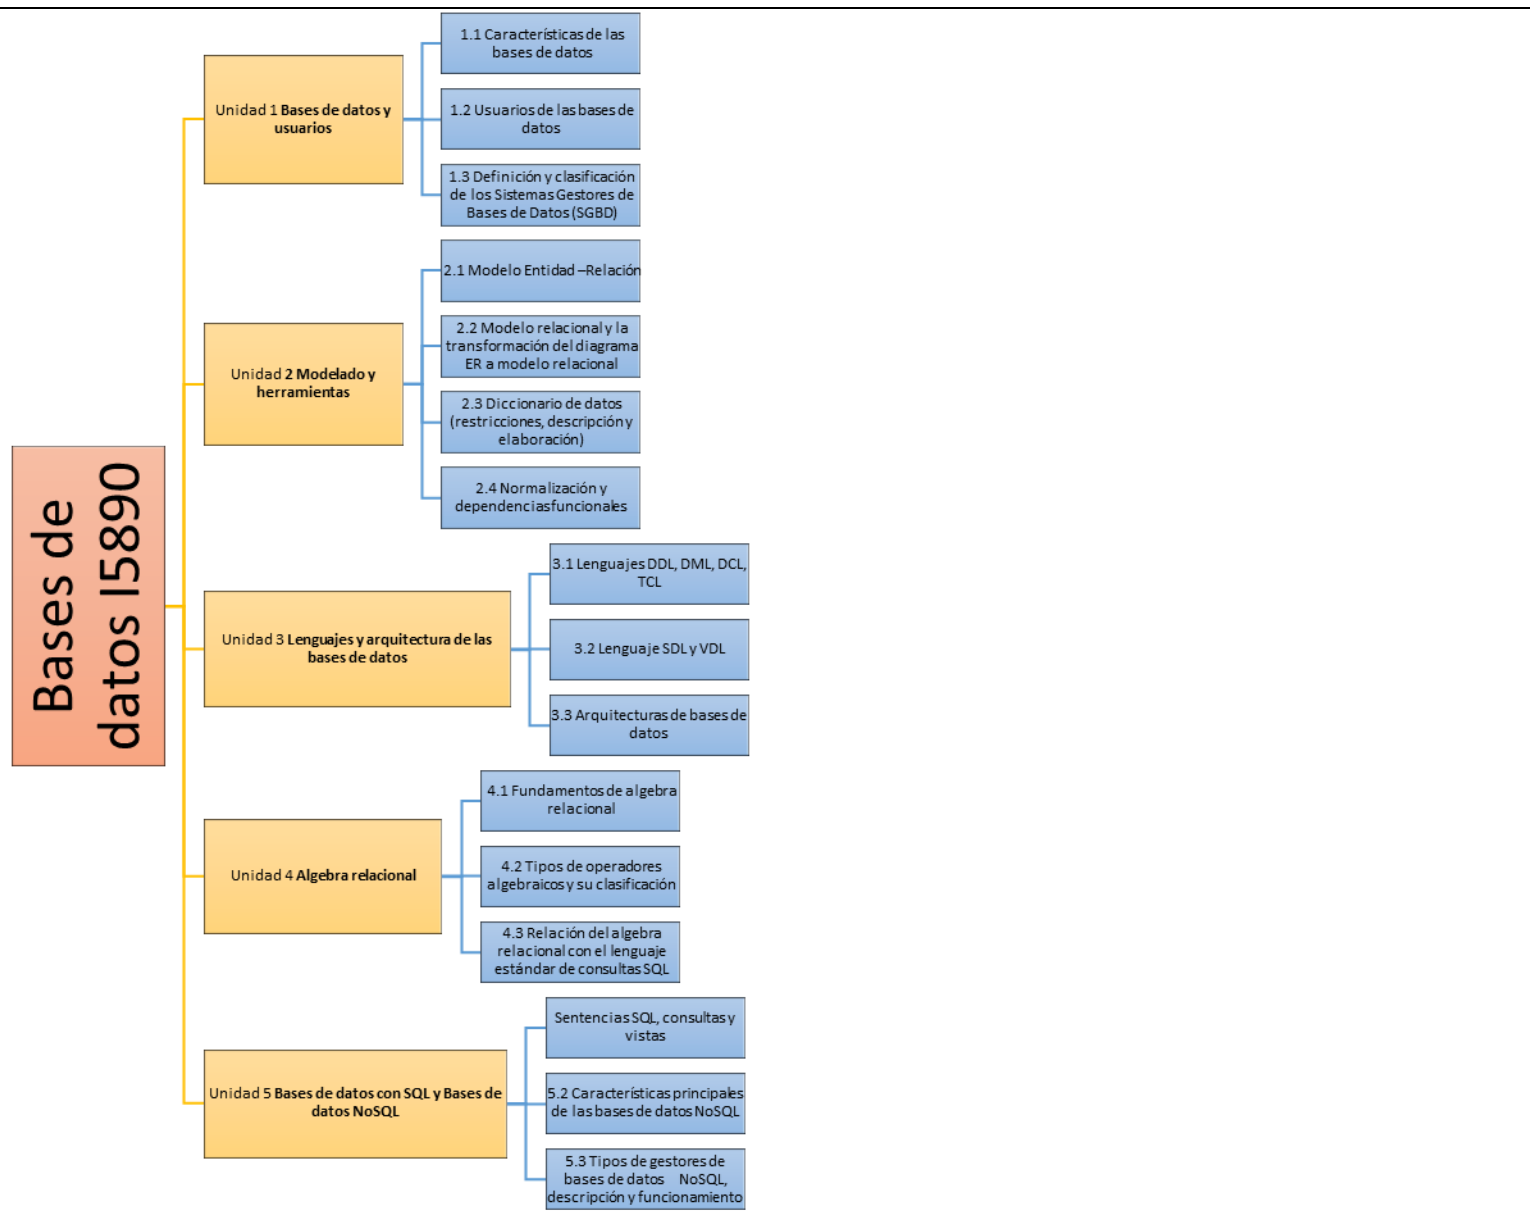 Bases de
datos I5890
Unidad 1 Bases de datos y
usuarios
1.1 Características de las
bases de datos
1.2 Usuarios de las bases de
datos
1.3 Definición y clasificación
de los Sistemas Gestores de
Bases de Datos (SGBD)
Unidad 2 Modelado y
herramientas
2.1 Modelo Entidad –Relación
2.2 Modelo relacional y la
transformación del diagrama
ER a modelo relacional
2.3 Diccionario de datos
(restricciones, descripción y
elaboración)
2.4 Normalización y
dependencias funcionales
Unidad 3 Lenguajes y arquitectura de las
bases de datos
3.1 Lenguajes DDL, DML, DCL,
TCL
3.2 Lenguaje SDL y VDL
3.3 Arquitecturas de bases de
datos
Unidad 4 Algebra relacional
4.1 Fundamentos de algebra
relacional
4.2 Tipos de operadores
algebraicos y su clasificación
4.3 Relación del algebra
relacional con el lenguaje
estándar de consultas SQL
Unidad 5 Bases de datos con SQL y Bases de
datos NoSQL
Sentencias SQL, consultas y
vistas
5.2 Características principales
de las bases de datos NoSQL
5.3 Tipos de gestores de
bases de datos NoSQL,
descripción y funcionamiento